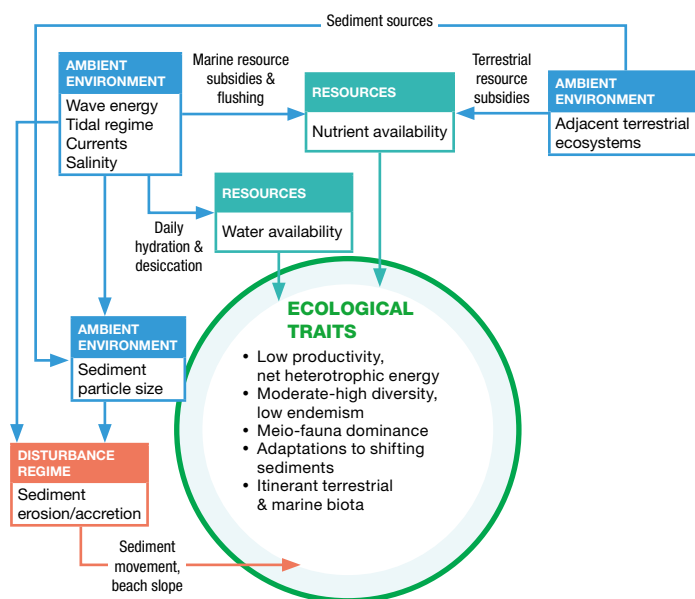 Sediment sources
AMBIENT
ENVIRONMENT
Wave energy
Tidal regime
Currents
Salinity
Marine resource
subsidies &
flushing
RESOURCES
Nutrient availability
Terrestrial
resource
subsidies
AMBIENT
ENVIRONMENT
Adjacent terrestrial
ecosystems
RESOURCES
Water availability
Daily
hydration &
desiccation
AMBIENT
ENVIRONMENT
Sediment
particle size
DISTURBANCE
REGIME
Sediment
erosion/accretion
Sediment
movement,
beach slope
ECOLOGICAL
TRAITS
• Low productivity,
net heterotrophic energy
• Moderate-high diversity,
low endemism
• Meio-fauna dominance
• Adaptations to shifting
sediments
• Itinerant terrestrial
& marine biota